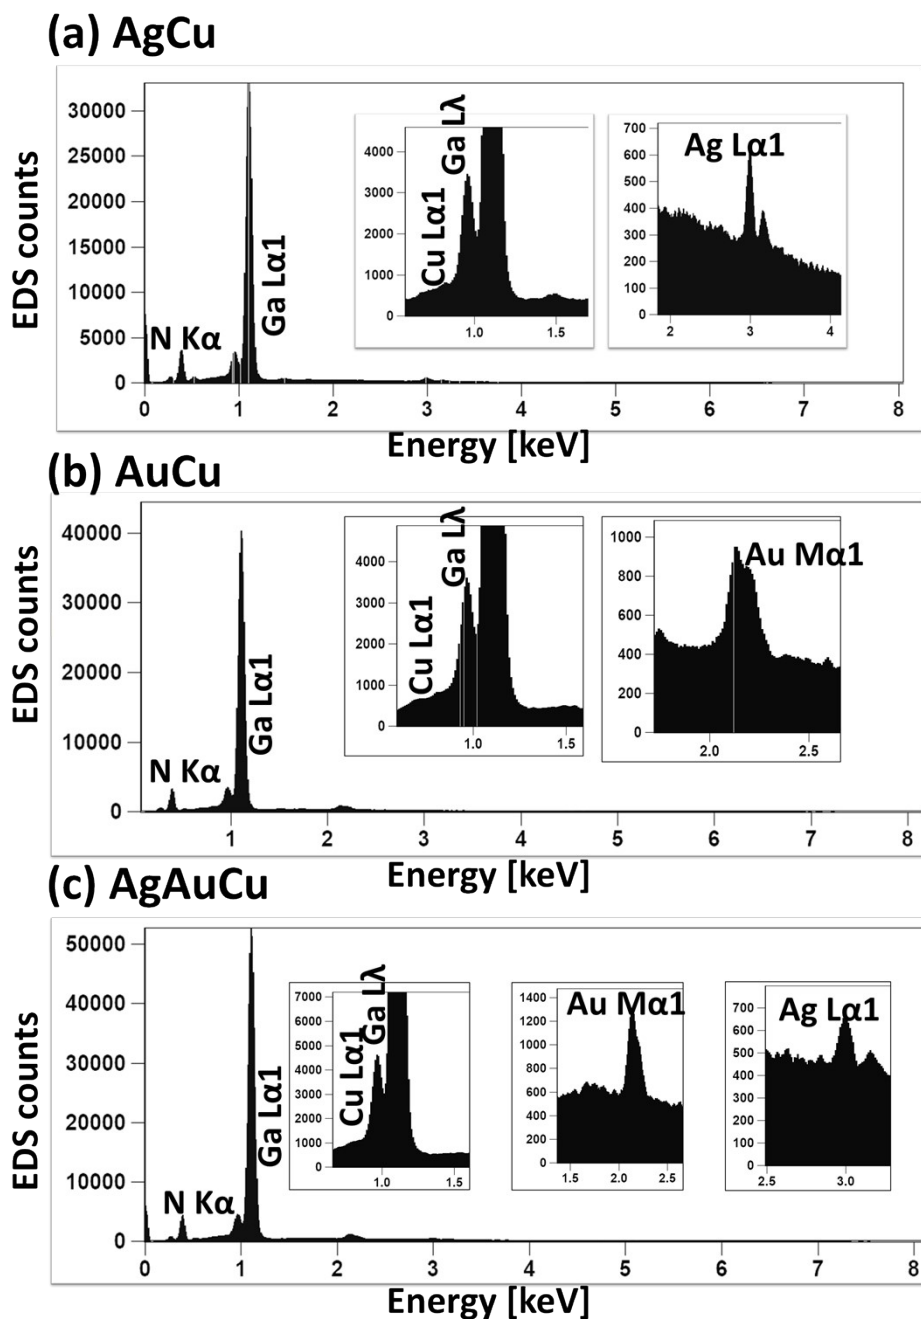 (a) AgCu
EDS counts
30000
25000
20000
15000
10000
5000
0
N Kα
Ga Lα1
0 1 2 3 4 5 6 7 8
Energy [keV]
4000
3000
2000
1000
0
Cu Lα1
Ga Lλ
1.0 1.5
700
600
500
400
300
200
100
0
Ag Lα1
2 3 4
(b) AuCu
EDS counts
40000
30000
20000
10000
0
N Kα
Ga Lα1
1 2 3 4 5 6 7 8
Energy [keV]
4000
3000
2000
1000
0
Cu Lα1
Ga Lλ
1.0 1.5
1000
800
600
400
200
0
Au Mα1
2.0 2.5
(c) AgAuCu
EDS counts
50000
40000
30000
20000
10000
0
N Kα
Ga Lα1
0 1 2 3 4 5 6 7 8
Energy [keV]
7000
6000
5000
4000
3000
2000
1000
0
Cu Lα1
Ga Lλ
1.0 1.5
1400
1200
1000
800
600
400
200
0
Au Mα1
1.5 2.0 2.5
700
600
500
400
300
200
100
0
Ag Lα1
2.5 3.0